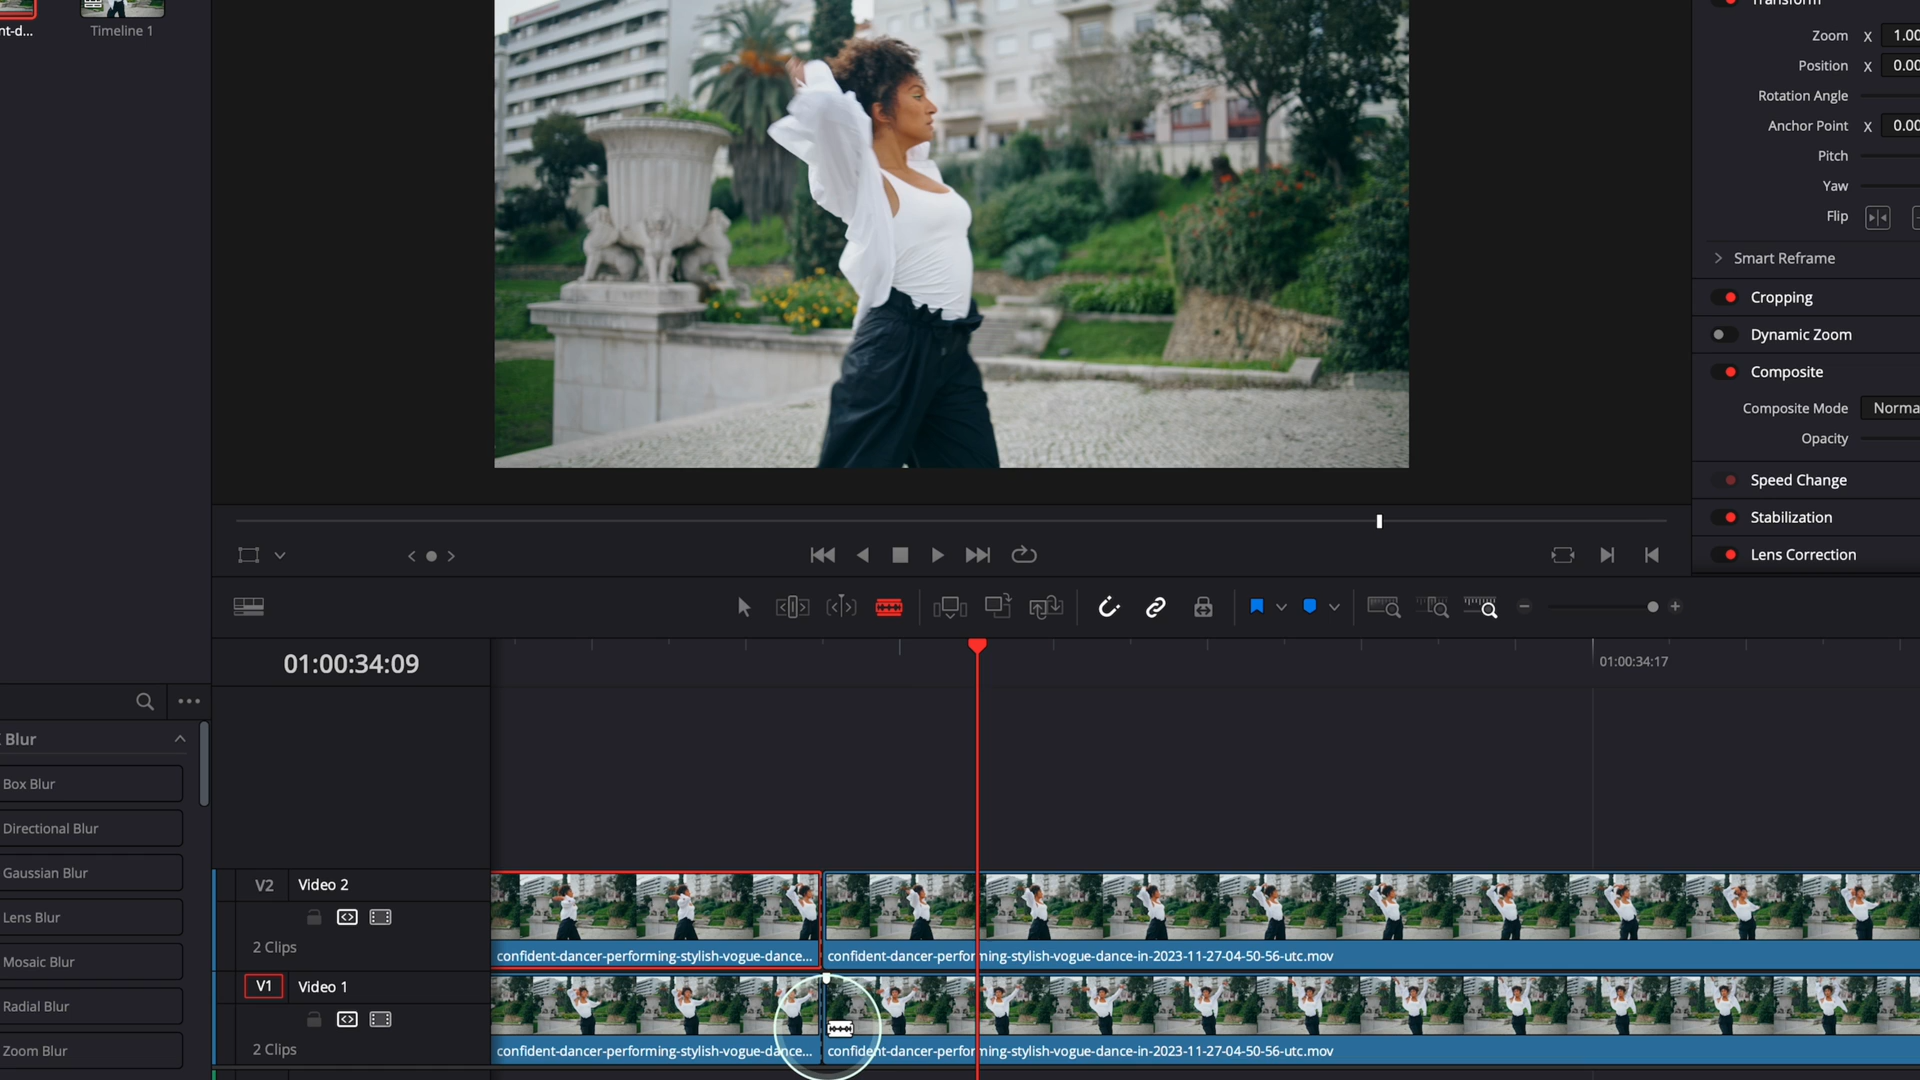 nt-d...
Timeline 1
Transform
Zoom X 1.00
Position X 0.00
Rotation Angle
Anchor Point X 0.00
Pitch
Yaw
Flip
Smart Reframe
Cropping
Dynamic Zoom
Composite
Composite Mode Norma
Opacity
Speed Change
Stabilization
Lens Correction
01:00:34:09
01:00:34:17
Blur
Box Blur
Directional Blur
Gaussian Blur
Lens Blur
Mosaic Blur
Radial Blur
Zoom Blur
V2 Video 2
2 Clips
confident-dancer-performing-stylish-vogue-dance...
confident-dancer-performing-stylish-vogue-dance-in-2023-11-27-04-50-56-utc.mov
V1 Video 1
2 Clips
confident-dancer-performing-stylish-vogue-dance...
confident-dancer-performing-stylish-vogue-dance-in-2023-11-27-04-50-56-utc.mov